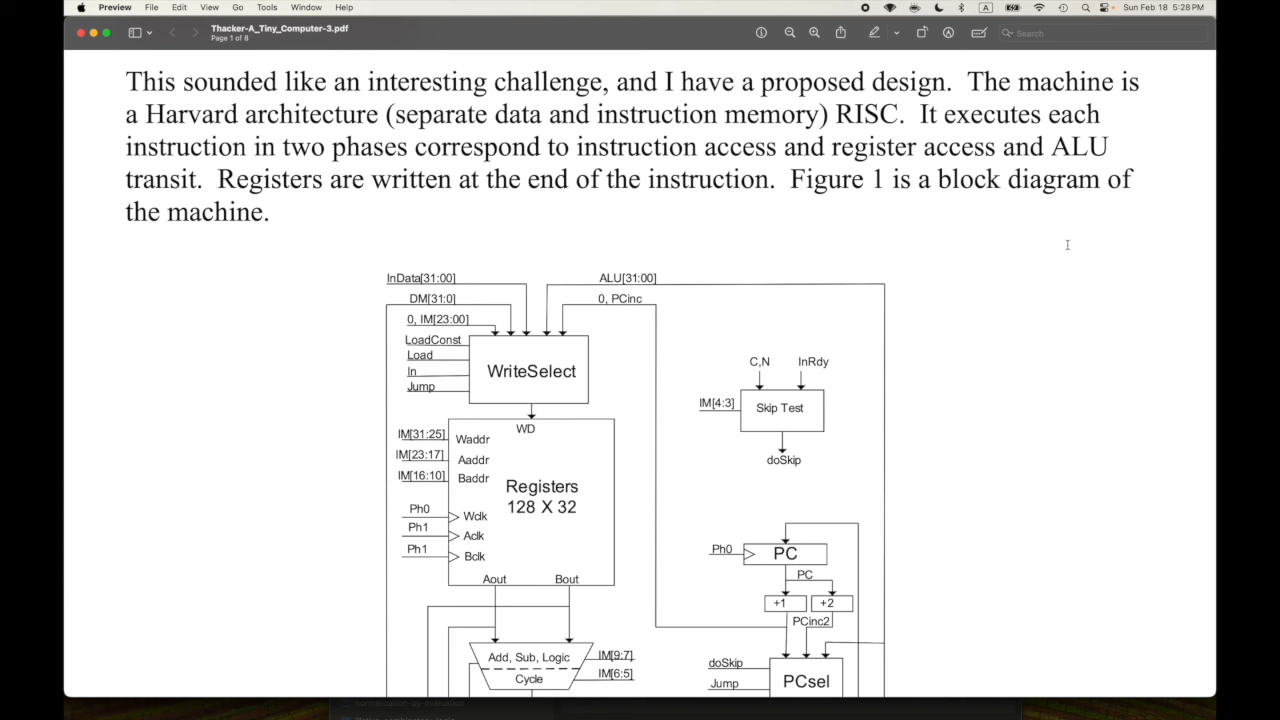 Preview File Edit View Go Tools Window Help
A
Sun Feb 18 5:28 PM
Thacker-A_Tiny_Computer-3.pdf
Page 1 of 8
Search
This sounded like an interesting challenge, and I have a proposed design. The machine is
a Harvard architecture (separate data and instruction memory) RISC. It executes each
instruction in two phases correspond to instruction access and register access and ALU
transit. Registers are written at the end of the instruction. Figure 1 is a block diagram of
the machine.
InData[31:00]
ALU[31:00]
DM[31:0]
0, PCinc
0, IM[23:00]
LoadConst
Load
In
Jump
WriteSelect
C,N
InRdy
IM[4:3]
Skip Test
doSkip
WD
IM[31:25]
Waddr
IM[23:17]
Aaddr
IM[16:10]
Baddr
Registers
128 X 32
Ph0
Wclk
Ph1
Aclk
Ph1
Bclk
Aout
Bout
Ph0
PC
PC
+1
+2
PCinc2
Add, Sub, Logic
Cycle
IM[9:7]
IM[6:5]
doSkip
Jump
PCsel